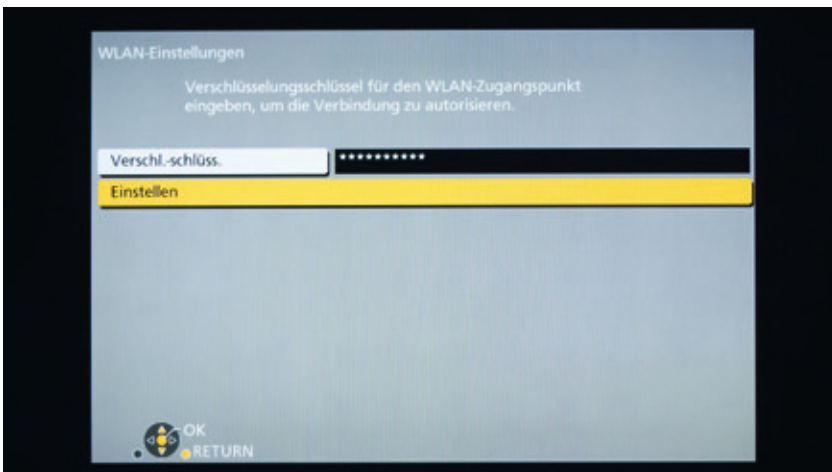 WLAN-Einstellungen
Verschlüsselungsschlüssel für den WLAN-Zugangspunkt
eingeben, um die Verbindung zu autorisieren.
Verschl.-schlüss. **********
Einstellen
OK
RETURN